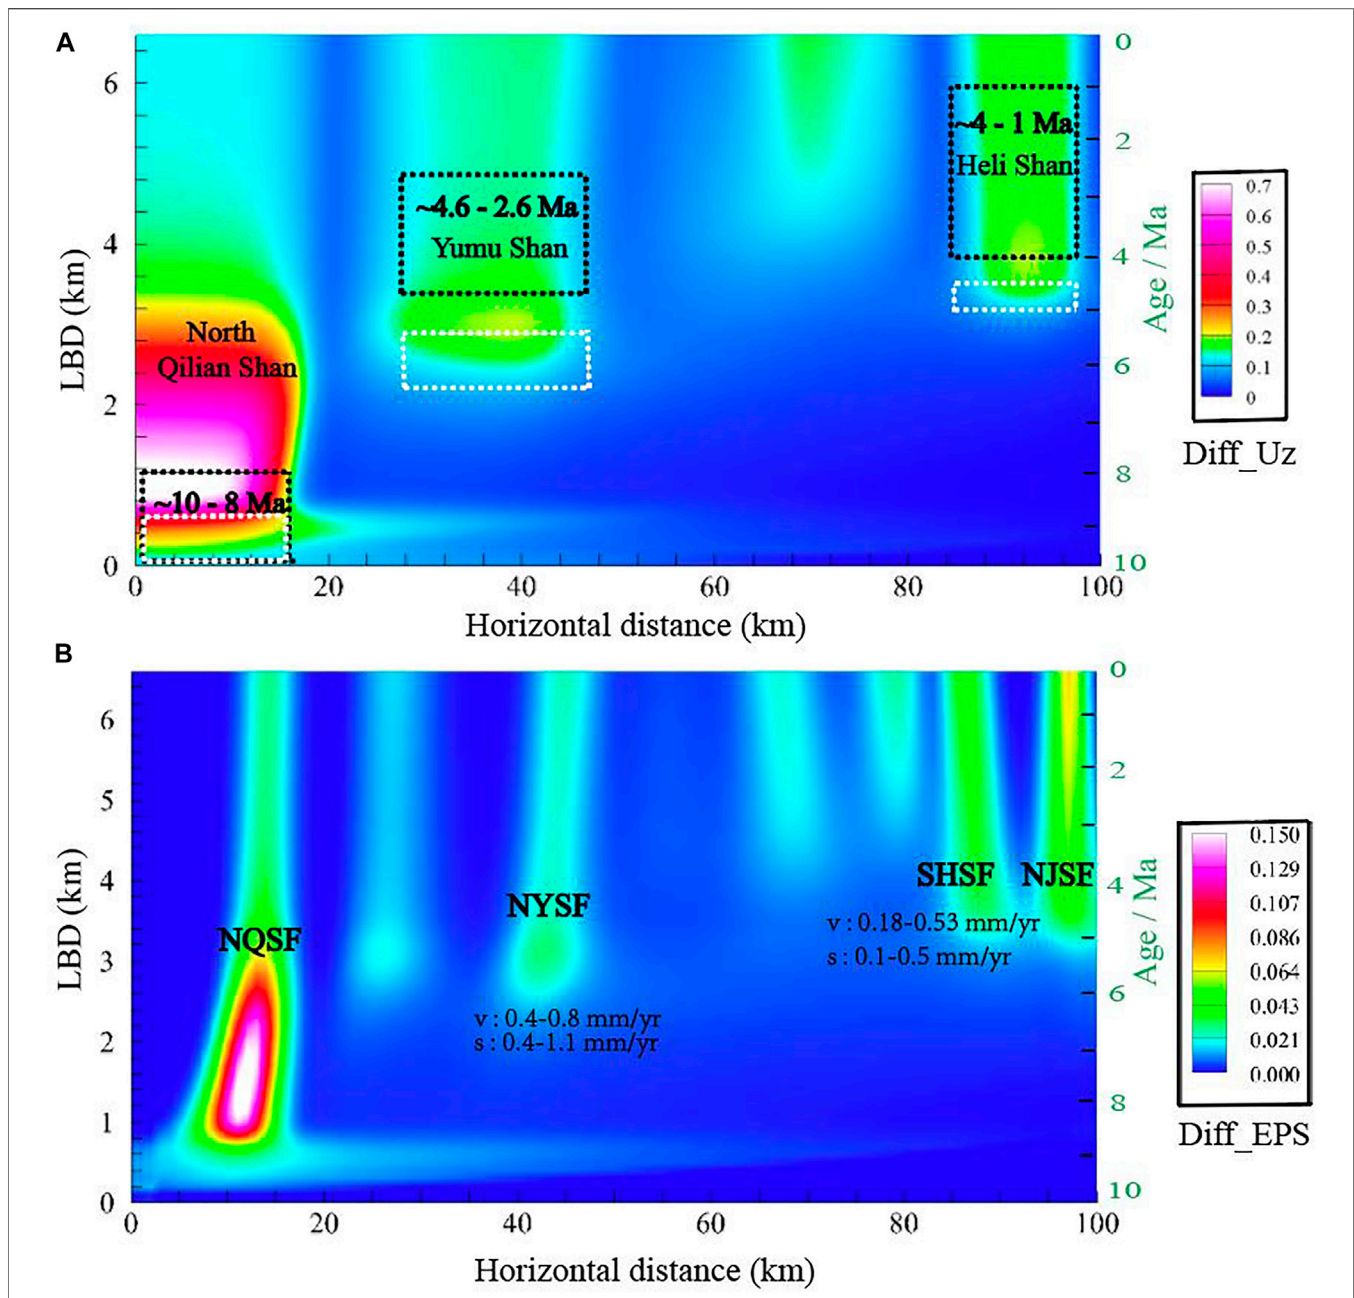 A
6
4
2
0
LBD (km)
0
20
40
60
80
100
Horizontal distance (km)
0
2
4
6
8
10
Age / Ma
~4.6 - 2.6 Ma
Yumu Shan
~4 - 1 Ma
Heli Shan
North
Qilian Shan
~10 - 8 Ma
0.7
0.6
0.5
0.4
0.3
0.2
0.1
0
Diff_Uz
B
6
5
4
3
2
1
0
LBD (km)
0
20
40
60
80
100
Horizontal distance (km)
0
2
4
6
8
10
Age / Ma
NQSF
NYSF
v : 0.4-0.8 mm/yr
s : 0.4-1.1 mm/yr
SHSF
NJSF
v : 0.18-0.53 mm/yr
s : 0.1-0.5 mm/yr
0.150
0.129
0.107
0.086
0.064
0.043
0.021
0.000
Diff_EPS